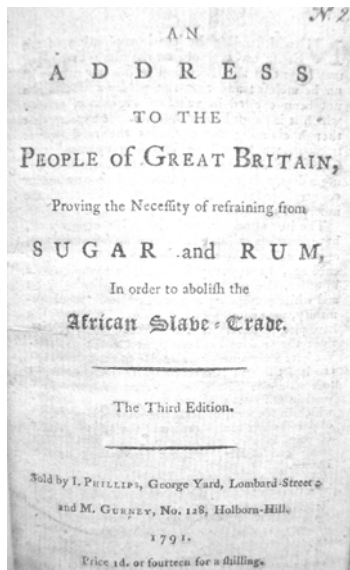 N. 2
AN
ADDRESS
TO THE
PEOPLE of GREAT BRITAIN,
Proving the Neceſſity of refraining from
SUGAR and RUM,
In order to aboliſh the
African Slave-Trade.
The Third Edition.
Sold by I. PHILLIPS, George Yard, Lombard-Street;
and M. GURNEY, No. 128, Holborn-Hill.
1791.
Price 1d. or fourteen for a ſhilling.